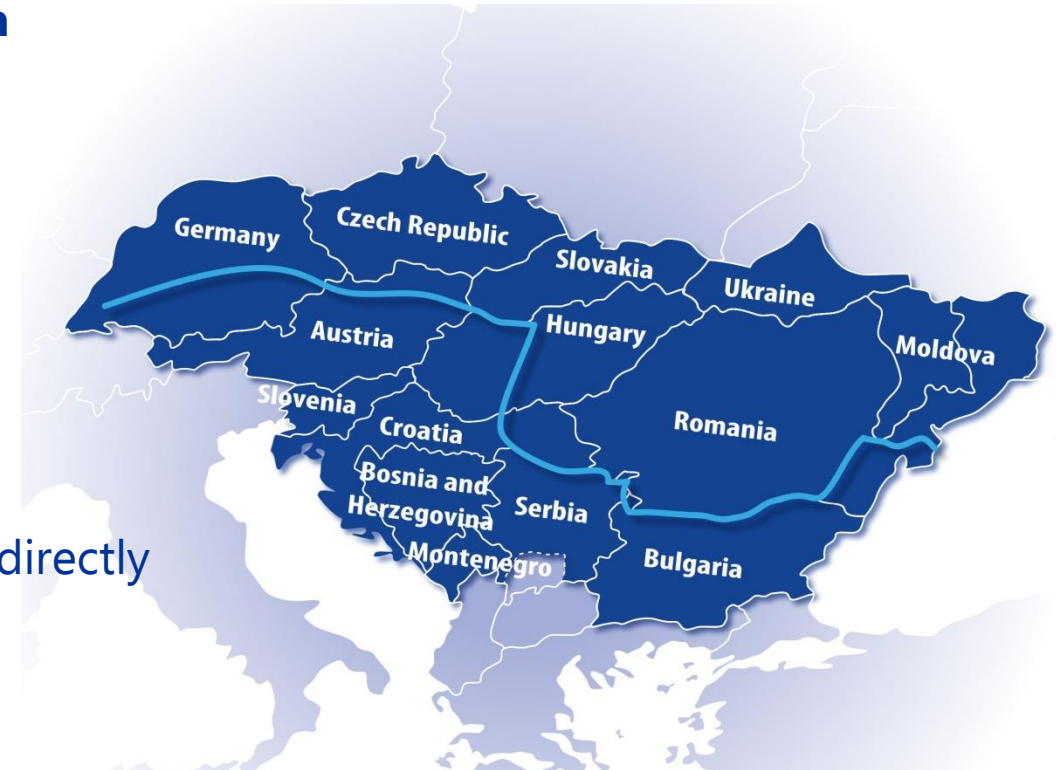 Germany
Czech Republic
Slovakia
Ukraine
Austria
Hungary
Moldova
Slovenia
Croatia
Romania
Bosnia and
Herzegovina
Serbia
directly
Montenegro
Bulgaria